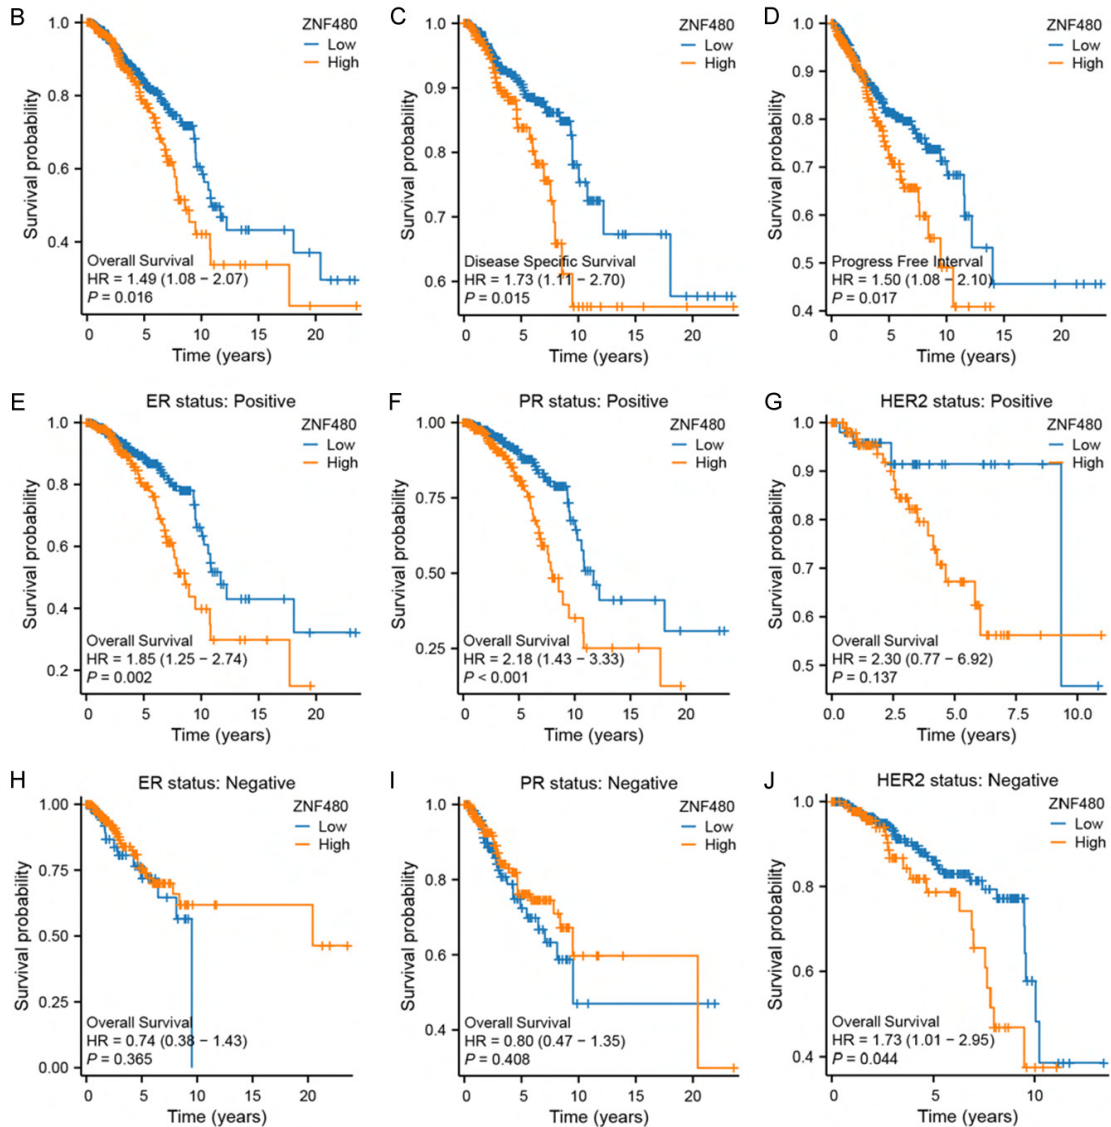 B
ZNF480
Low
High
Survival probability
1.0
0.8
0.6
0.4
Overall Survival
HR = 1.49 (1.08 − 2.07)
P = 0.016
0 5 10 15 20
Time (years)
C
ZNF480
Low
High
Survival probability
1.0
0.9
0.8
0.7
0.6
Disease Specific Survival
HR = 1.73 (1.11 − 2.70)
P = 0.015
0 5 10 15 20
Time (years)
D
ZNF480
Low
High
Survival probability
1.0
0.9
0.8
0.7
0.6
0.5
0.4
Progress Free Interval
HR = 1.50 (1.08 − 2.10)
P = 0.017
0 5 10 15 20
Time (years)
E
ER status: Positive
ZNF480
Low
High
Survival probability
1.0
0.8
0.6
0.4
0.2
Overall Survival
HR = 1.85 (1.25 − 2.74)
P = 0.002
0 5 10 15 20
Time (years)
F
PR status: Positive
ZNF480
Low
High
Survival probability
1.00
0.75
0.50
0.25
Overall Survival
HR = 2.18 (1.43 − 3.33)
P < 0.001
0 5 10 15 20
Time (years)
G
HER2 status: Positive
ZNF480
Low
High
Survival probability
1.0
0.9
0.8
0.7
0.6
0.5
Overall Survival
HR = 2.30 (0.77 − 6.92)
P = 0.137
0.0 2.5 5.0 7.5 10.0
Time (years)
H
ER status: Negative
ZNF480
Low
High
Survival probability
1.00
0.75
0.50
0.25
0.00
Overall Survival
HR = 0.74 (0.38 − 1.43)
P = 0.365
0 5 10 15 20
Time (years)
I
PR status: Negative
ZNF480
Low
High
Survival probability
1.0
0.8
0.6
0.4
Overall Survival
HR = 0.80 (0.47 − 1.35)
P = 0.408
0 5 10 15 20
Time (years)
J
HER2 status: Negative
ZNF480
Low
High
Survival probability
1.0
0.8
0.6
0.4
Overall Survival
HR = 1.73 (1.01 − 2.95)
P = 0.044
0 5 10
Time (years)